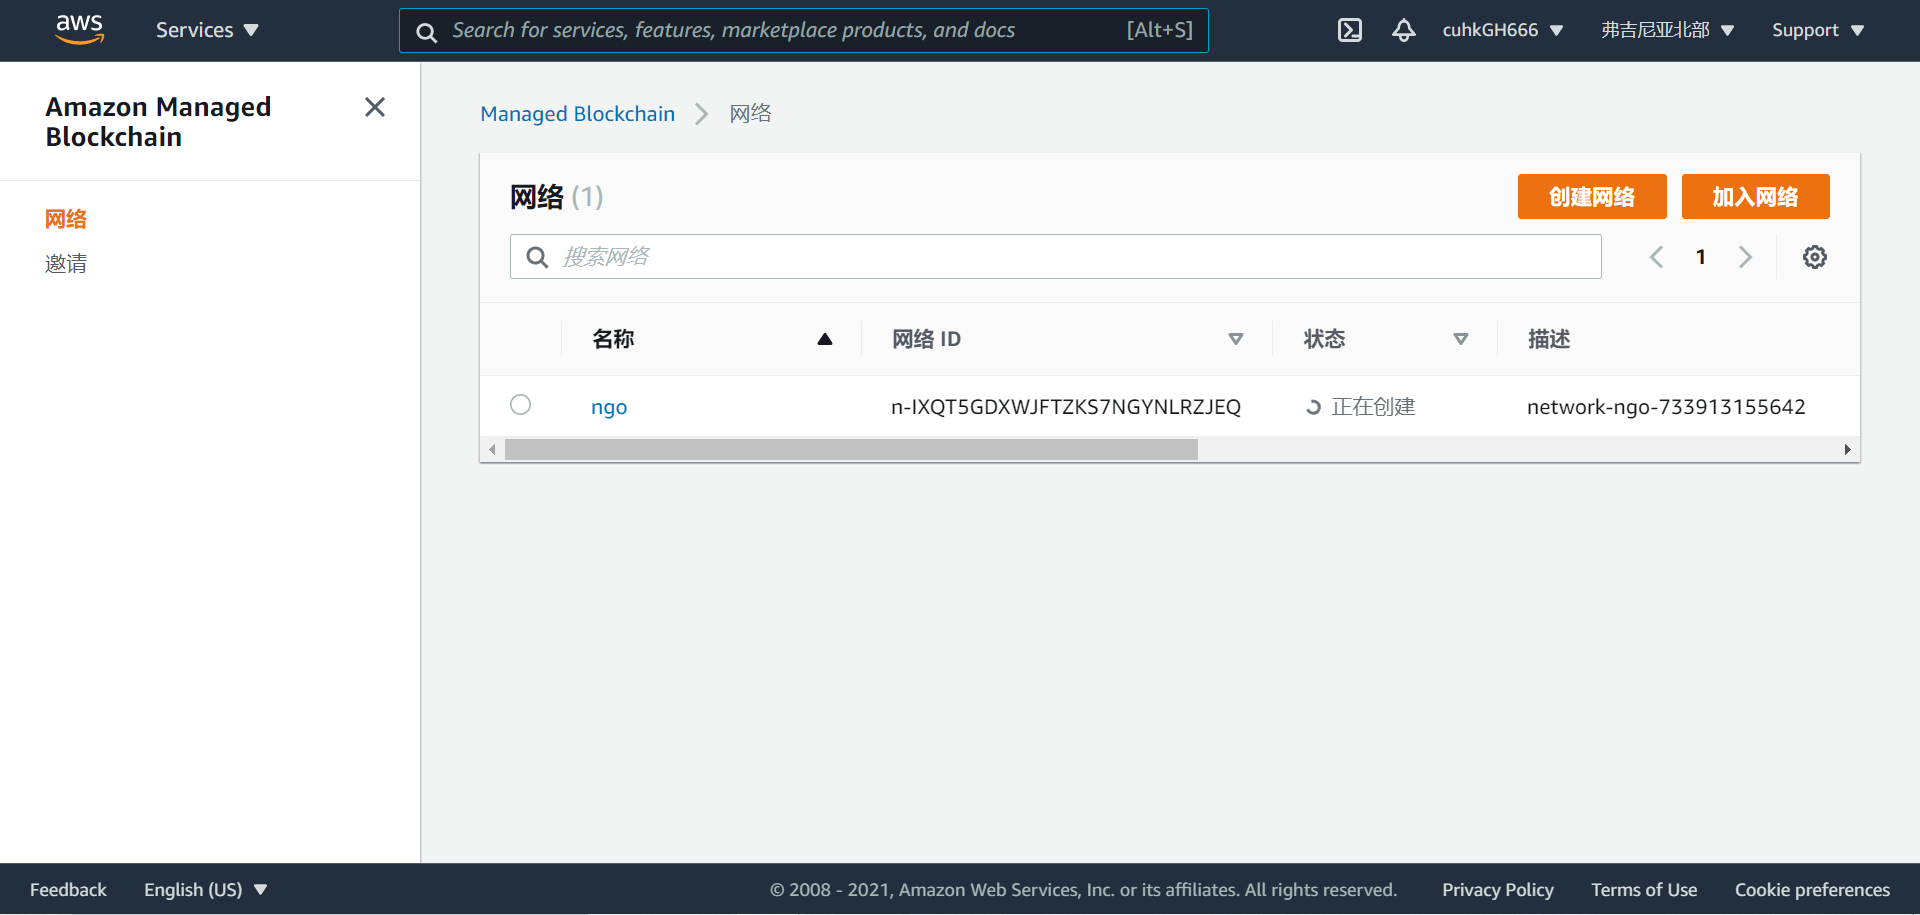 aws
Services
Search for services, features, marketplace products, and docs
[Alt+S]
cuhkGH666
弗吉尼亚北部
Support
Amazon Managed
Blockchain
网络
邀请
Managed Blockchain
网络
网络 (1)
创建网络
加入网络
搜索网络
1
名称
网络 ID
状态
描述
ngo
n-IXQT5GDXWJFTZKS7NGYNLRZJEQ
正在创建
network-ngo-733913155642
Feedback
English (US)
© 2008 - 2021, Amazon Web Services, Inc. or its affiliates. All rights reserved.
Privacy Policy
Terms of Use
Cookie preferences